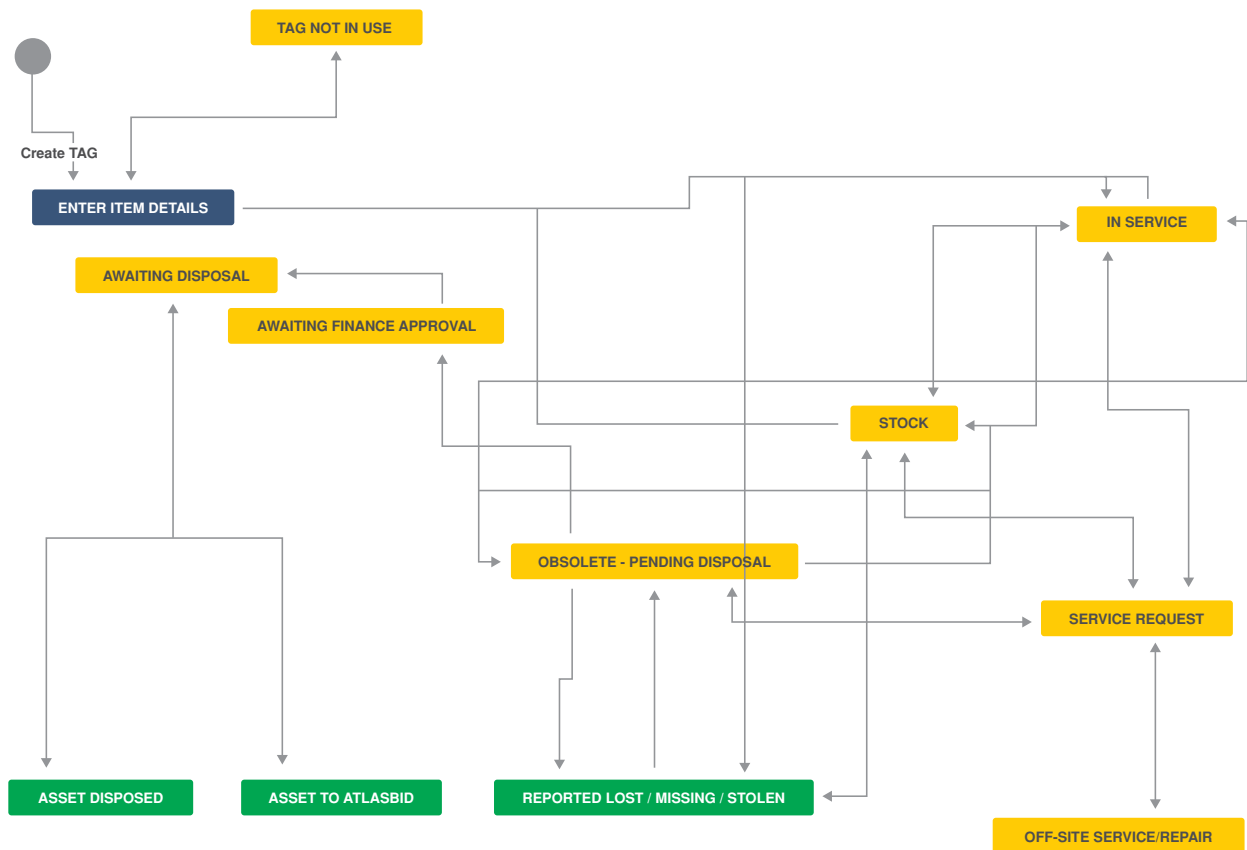 TAG NOT IN USE
Create TAG
ENTER ITEM DETAILS
IN SERVICE
AWAITING DISPOSAL
AWAITING FINANCE APPROVAL
STOCK
OBSOLETE - PENDING DISPOSAL
SERVICE REQUEST
ASSET DISPOSED
ASSET TO ATLASBID
REPORTED LOST / MISSING / STOLEN
OFF-SITE SERVICE/REPAIR